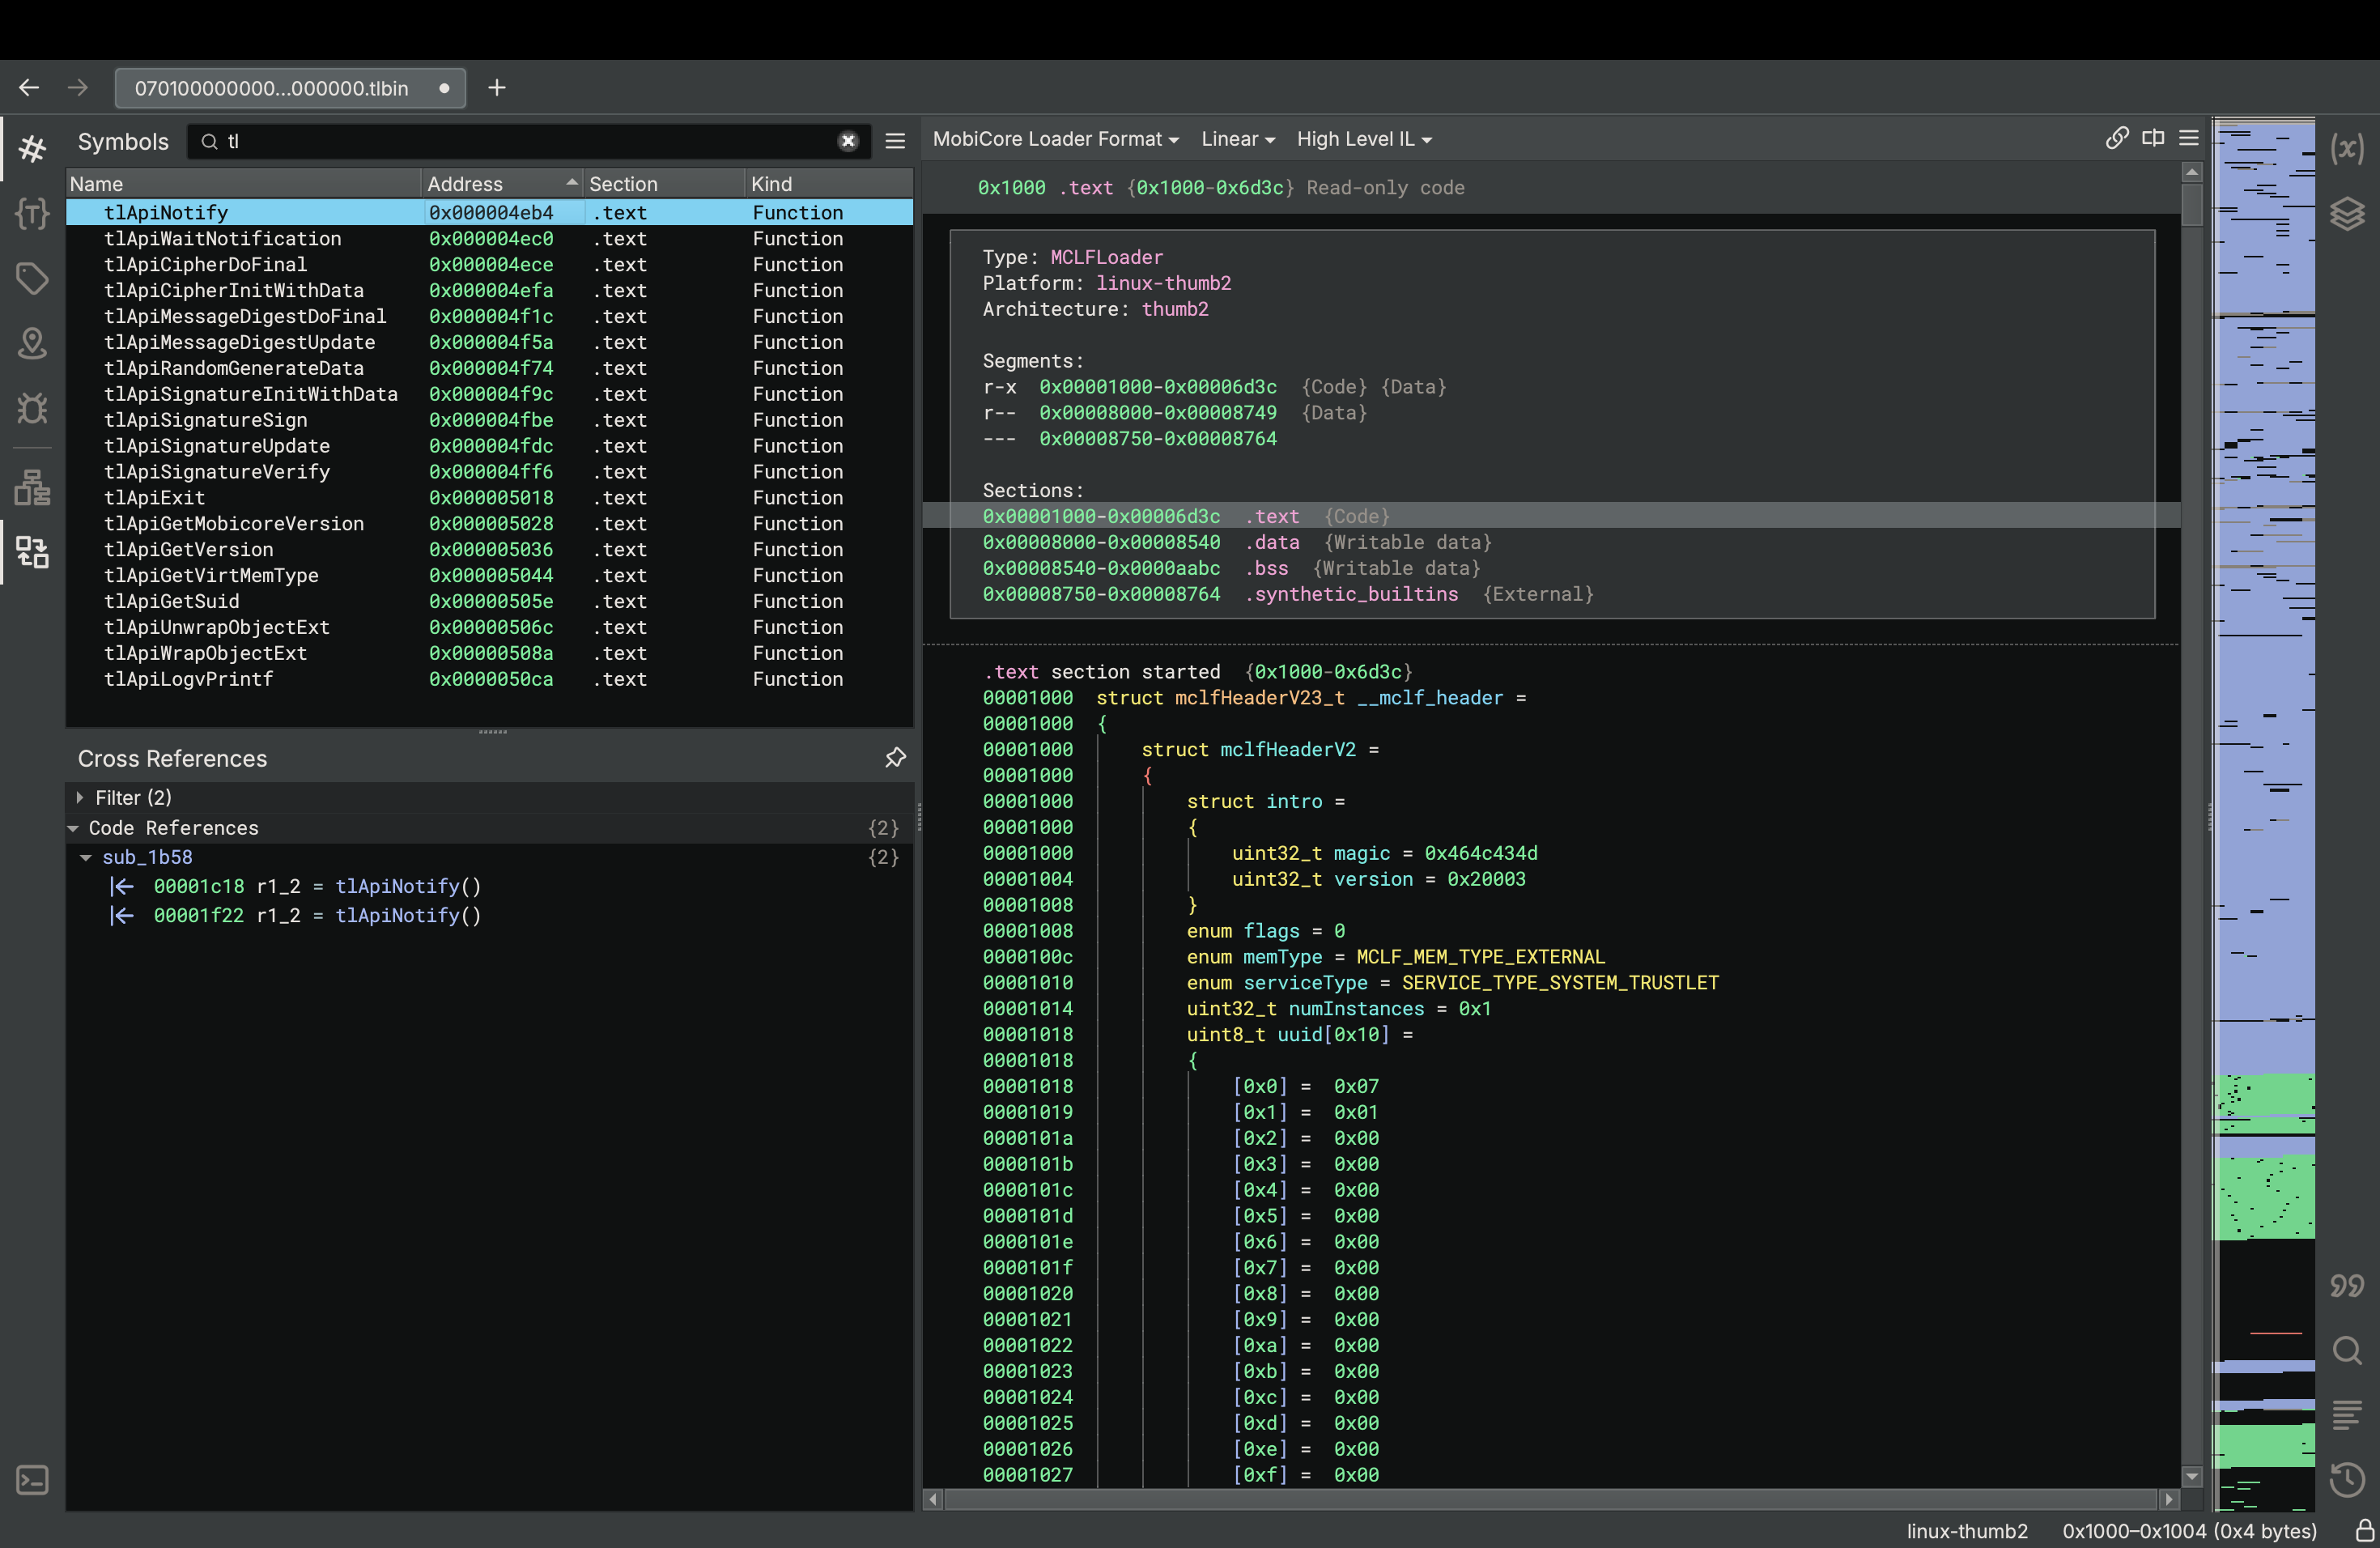 070100000000...000000.tlbin
Symbols
tl
Name Address Section Kind
tlApiNotify 0x000004eb4 .text Function
tlApiWaitNotification 0x000004ec0 .text Function
tlApiCipherDoFinal 0x000004ece .text Function
tlApiCipherInitWithData 0x000004efa .text Function
tlApiMessageDigestDoFinal 0x000004f1c .text Function
tlApiMessageDigestUpdate 0x000004f5a .text Function
tlApiRandomGenerateData 0x000004f74 .text Function
tlApiSignatureInitWithData 0x000004f9c .text Function
tlApiSignatureSign 0x000004fbe .text Function
tlApiSignatureUpdate 0x000004fdc .text Function
tlApiSignatureVerify 0x000004ff6 .text Function
tlApiExit 0x000005018 .text Function
tlApiGetMobicoreVersion 0x000005028 .text Function
tlApiGetVersion 0x000005036 .text Function
tlApiGetVirtMemType 0x000005044 .text Function
tlApiGetSuid 0x00000505e .text Function
tlApiUnwrapObjectExt 0x00000506c .text Function
tlApiWrapObjectExt 0x00000508a .text Function
tlApiLogvPrintf 0x0000050ca .text Function
Cross References
Filter (2)
Code References {2}
sub_1b58 {2}
00001c18 r1_2 = tlApiNotify()
00001f22 r1_2 = tlApiNotify()
MobiCore Loader Format Linear High Level IL
0x1000 .text {0x1000-0x6d3c} Read-only code
Type: MCLFLoader
Platform: linux-thumb2
Architecture: thumb2
Segments:
r-x 0x00001000-0x00006d3c {Code} {Data}
r-- 0x00008000-0x00008749 {Data}
--- 0x00008750-0x00008764
Sections:
0x00001000-0x00006d3c .text {Code}
0x00008000-0x00008540 .data {Writable data}
0x00008540-0x0000aabc .bss {Writable data}
0x00008750-0x00008764 .synthetic_builtins {External}
.text section started {0x1000-0x6d3c}
00001000 struct mclfHeaderV23_t __mclf_header =
00001000 {
00001000 struct mclfHeaderV2 =
00001000 {
00001000 struct intro =
00001000 {
00001000 uint32_t magic = 0x464c434d
00001004 uint32_t version = 0x20003
00001008 }
00001008 enum flags = 0
0000100c enum memType = MCLF_MEM_TYPE_EXTERNAL
00001010 enum serviceType = SERVICE_TYPE_SYSTEM_TRUSTLET
00001014 uint32_t numInstances = 0x1
00001018 uint8_t uuid[0x10] =
00001018 {
00001018 [0x0] = 0x07
00001019 [0x1] = 0x01
0000101a [0x2] = 0x00
0000101b [0x3] = 0x00
0000101c [0x4] = 0x00
0000101d [0x5] = 0x00
0000101e [0x6] = 0x00
0000101f [0x7] = 0x00
00001020 [0x8] = 0x00
00001021 [0x9] = 0x00
00001022 [0xa] = 0x00
00001023 [0xb] = 0x00
00001024 [0xc] = 0x00
00001025 [0xd] = 0x00
00001026 [0xe] = 0x00
00001027 [0xf] = 0x00
linux-thumb2 0x1000–0x1004 (0x4 bytes)